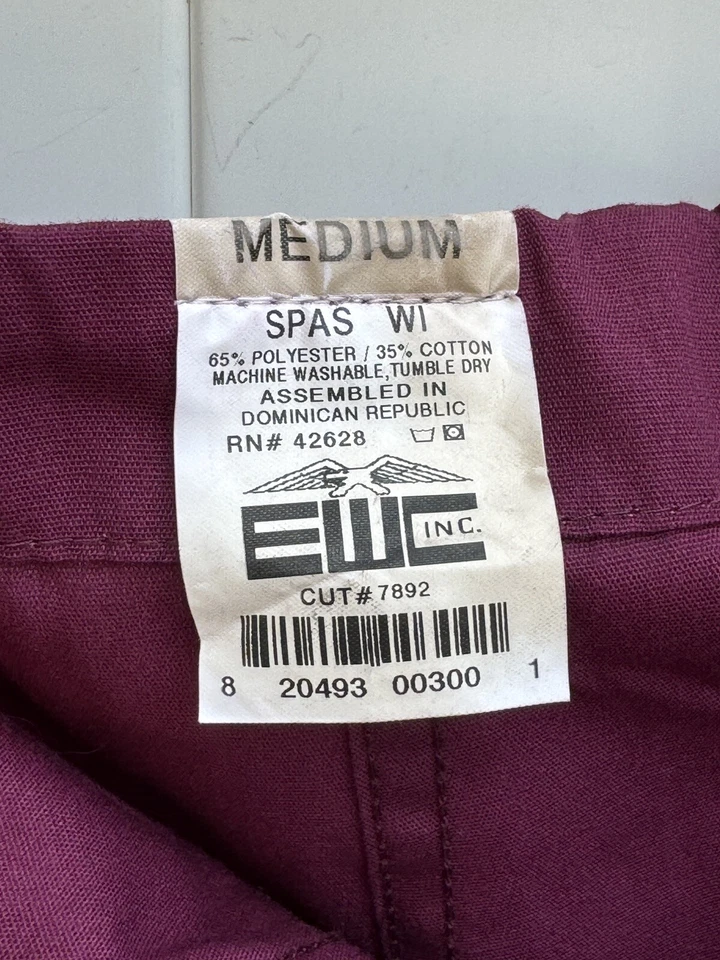 MEDIUM
SPAS WI
65% POLYESTER / 35% COTTON
MACHINE WASHABLE,TUMBLE DRY
ASSEMBLED IN
DOMINICAN REPUBLIC
RN# 42628
EWC INC.
CUT# 7892
8 20493 00300 1